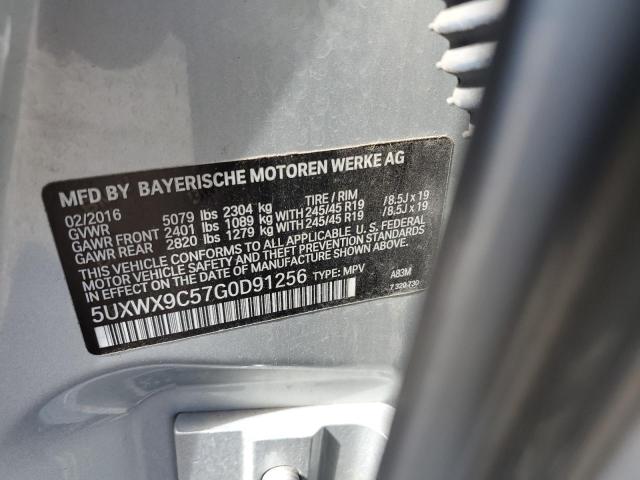 MFD BY BAYERISCHE MOTOREN WERKE AG
02/2016 TIRE / RIM
GVWR 5079 lbs 2304 kg
GAWR FRONT 2401 lbs 1089 kg WITH 245/45 R19 / 8.5J x 19
GAWR REAR 2820 lbs 1279 kg WITH 245/45 R19 / 8.5J x 19
THIS VEHICLE CONFORMS TO ALL APPLICABLE U.S. FEDERAL
MOTOR VEHICLE SAFETY AND THEFT PREVENTION STANDARDS
IN EFFECT ON THE DATE OF MANUFACTURE SHOWN ABOVE.
5UXWX9C57G0D91256 TYPE: MPV A83M
7 320 730